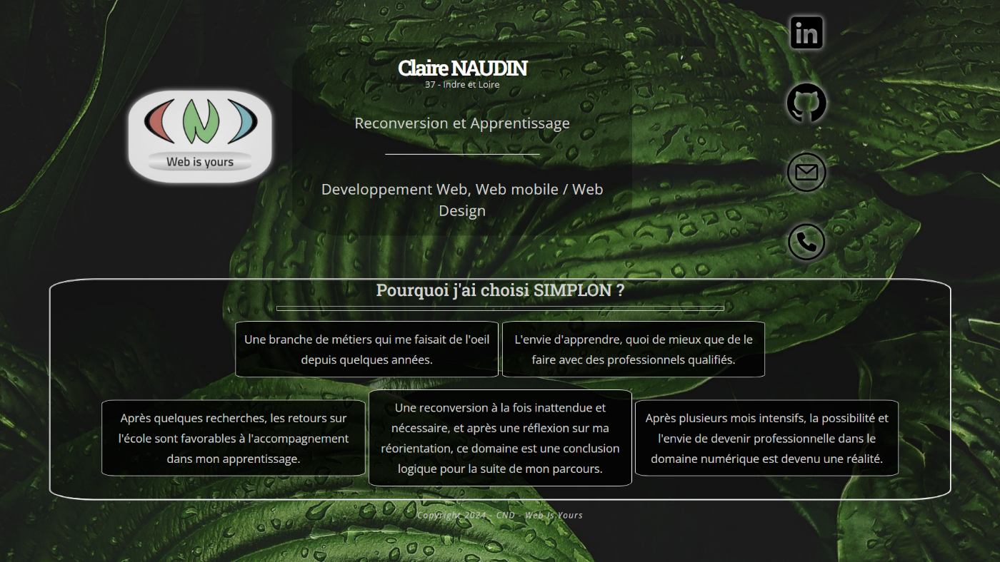 Claire NAUDIN
37 - Indre et Loire
Reconversion et Apprentissage
Developpement Web, Web mobile / Web
Design
Web is yours
in
Pourquoi j'ai choisi SIMPLON ?
Une branche de métiers qui me faisait de l'oeil
depuis quelques années.
L'envie d'apprendre, quoi de mieux que de le
faire avec des professionnels qualifiés.
Après quelques recherches, les retours sur
l'école sont favorables à l'accompagnement
dans mon apprentissage.
Une reconversion à la fois inattendue et
nécessaire, et après une réflexion sur ma
réorientation, ce domaine est une conclusion
logique pour la suite de mon parcours.
Après plusieurs mois intensifs, la possibilité et
l'envie de devenir professionnelle dans le
domaine numérique est devenu une réalité.
Copyright 2024 - CND - Web Is Yours